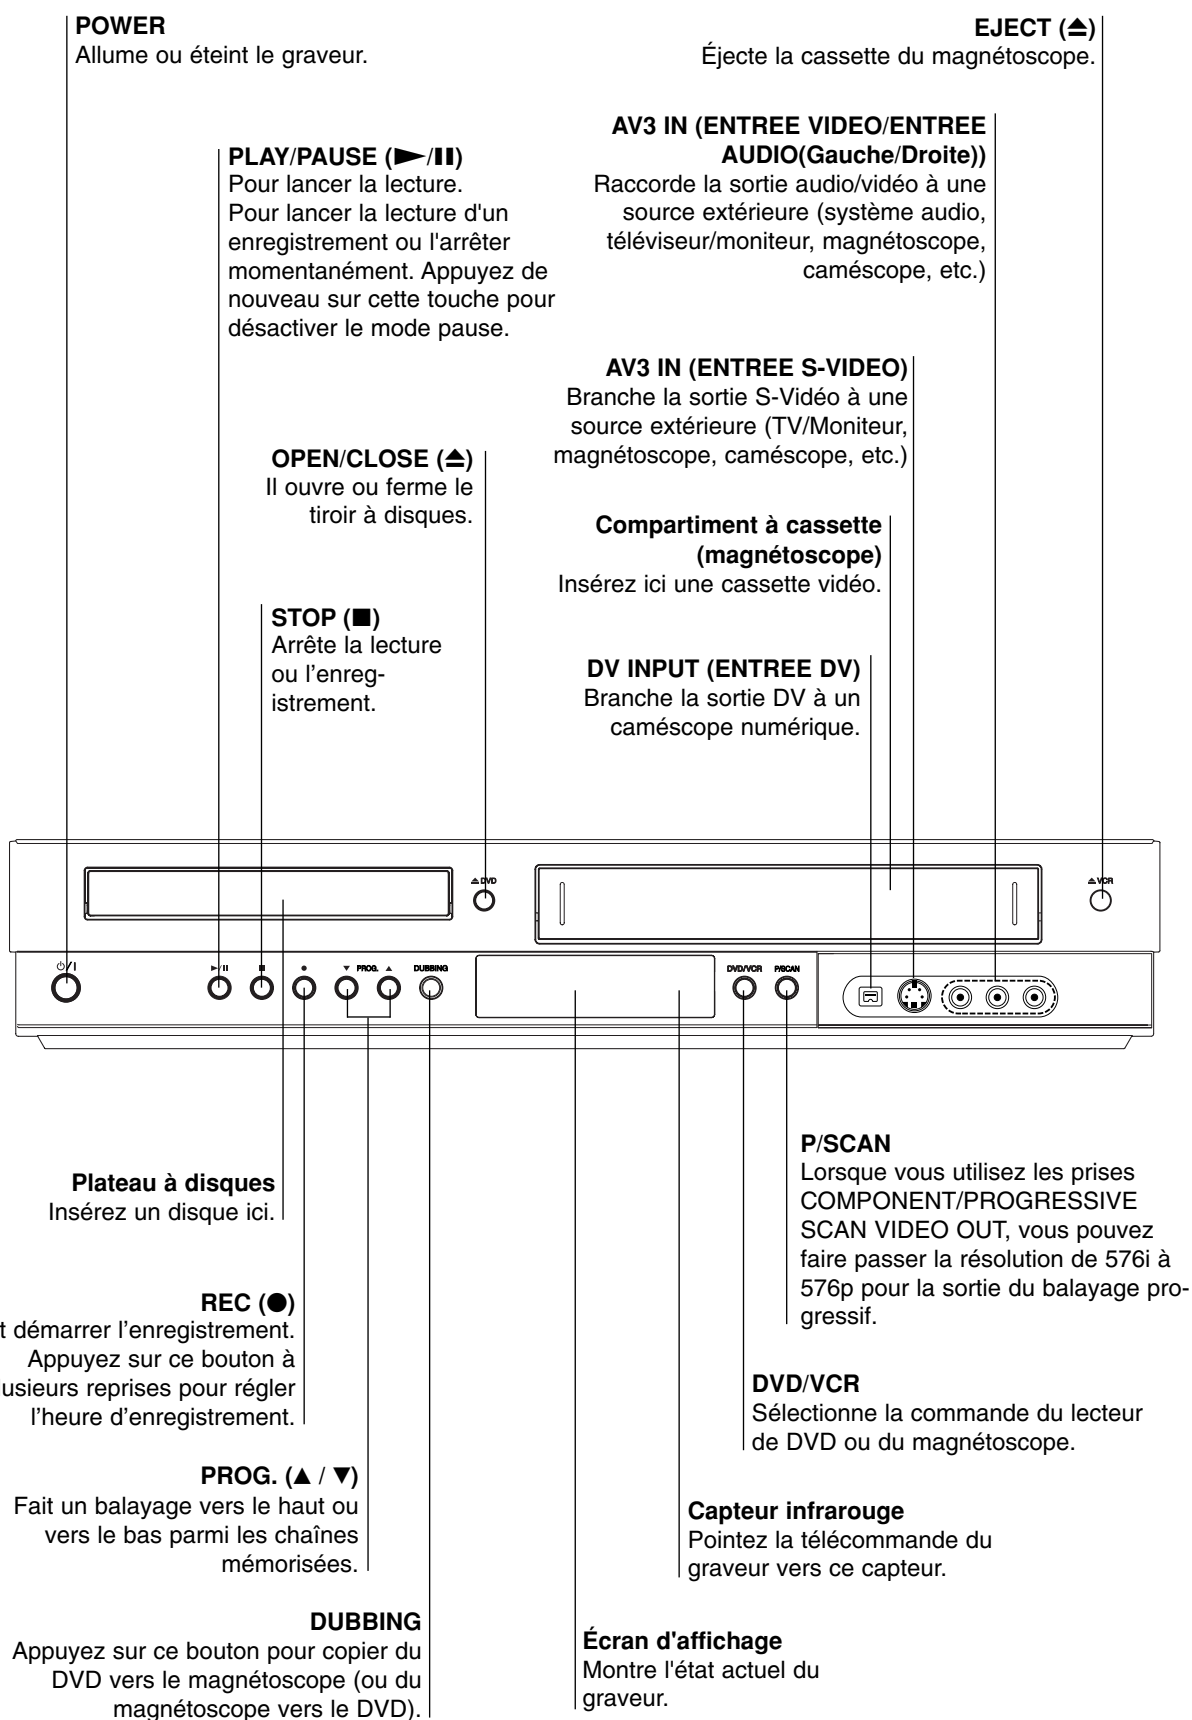 POWER
Allume ou éteint le graveur.
EJECT (⏏)
Éjecte la cassette du magnétoscope.
AV3 IN (ENTREE VIDEO/ENTREE
AUDIO(Gauche/Droite))
Raccorde la sortie audio/vidéo à une
source extérieure (système audio,
téléviseur/moniteur, magnétoscope,
caméscope, etc.)
PLAY/PAUSE (►/II)
Pour lancer la lecture.
Pour lancer la lecture d'un
enregistrement ou l'arrêter
momentanément. Appuyez de
nouveau sur cette touche pour
désactiver le mode pause.
AV3 IN (ENTREE S-VIDEO)
Branche la sortie S-Vidéo à une
source extérieure (TV/Moniteur,
magnétoscope, caméscope, etc.)
OPEN/CLOSE (⏏)
Il ouvre ou ferme le
tiroir à disques.
Compartiment à cassette
(magnétoscope)
Insérez ici une cassette vidéo.
STOP (■)
Arrête la lecture
ou l’enreg-
istrement.
DV INPUT (ENTREE DV)
Branche la sortie DV à un
caméscope numérique.
⏏ DVD
⏏ VCR
⏻/I
►/II
■
●
▼ PROG. ▲
DUBBING
DVD/VCR
P/SCAN
Plateau à disques
Insérez un disque ici.
P/SCAN
Lorsque vous utilisez les prises
COMPONENT/PROGRESSIVE
SCAN VIDEO OUT, vous pouvez
faire passer la résolution de 576i à
576p pour la sortie du balayage pro-
gressif.
REC (●)
t démarrer l’enregistrement.
Appuyez sur ce bouton à
lusieurs reprises pour régler
l’heure d’enregistrement.
DVD/VCR
Sélectionne la commande du lecteur
de DVD ou du magnétoscope.
PROG. (▲ / ▼)
Fait un balayage vers le haut ou
vers le bas parmi les chaînes
mémorisées.
Capteur infrarouge
Pointez la télécommande du
graveur vers ce capteur.
DUBBING
Appuyez sur ce bouton pour copier du
DVD vers le magnétoscope (ou du
magnétoscope vers le DVD).
Écran d'affichage
Montre l'état actuel du
graveur.